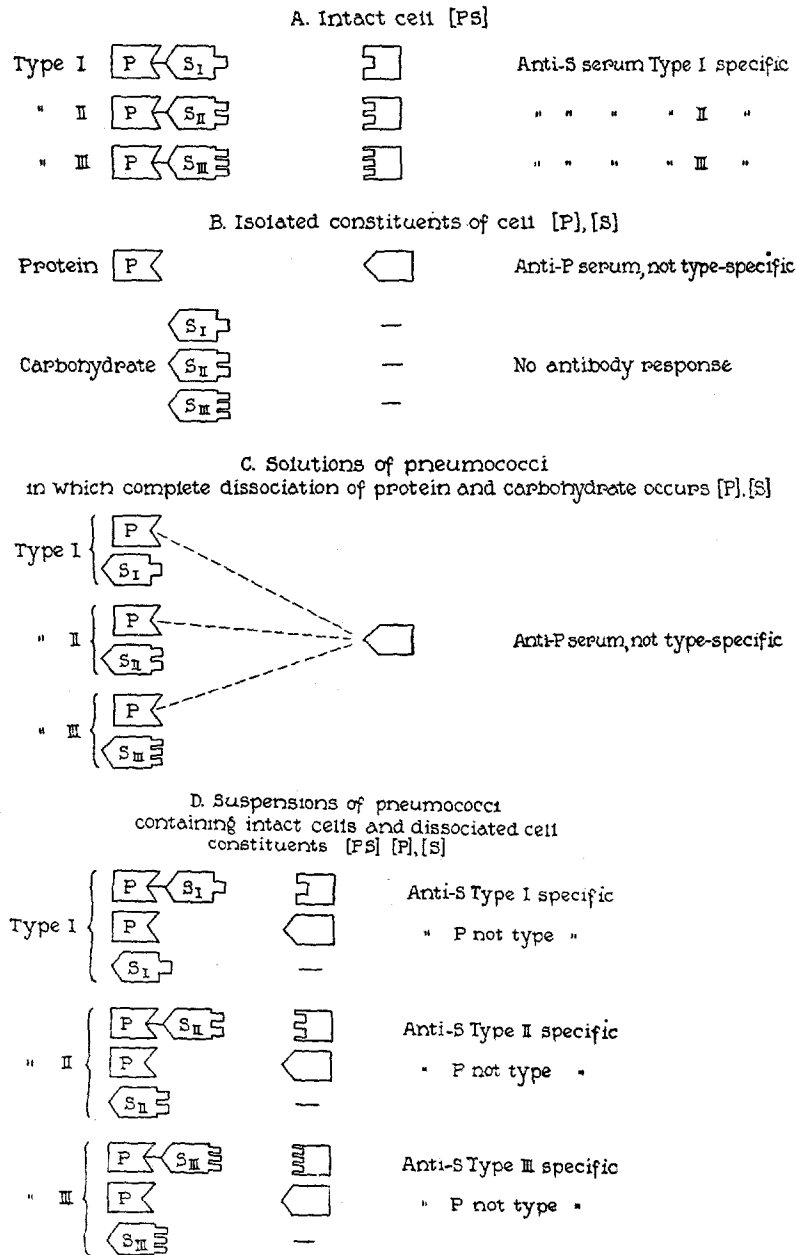 A. Intact cell [PS]
Type I P S I Anti-S serum Type I specific
" II P S II " " " " II "
" III P S III " " " " III "
B. Isolated constituents of cell [P], [S]
Protein P Anti-P serum, not type-specific
S I —
Carbohydrate S II — No antibody response
S III —
C. Solutions of pneumococci
in which complete dissociation of protein and carbohydrate occurs [P]. [S]
P
Type I
S I
P
" II Anti-P serum, not type-specific
S II
P
" III
S III
D. Suspensions of pneumococci
containing intact cells and dissociated cell
constituents [PS] [P], [S]
P S I Anti-S Type I specific
Type I P " P not type "
S I —
P S II Anti-S Type II specific
" II P " P not type "
S II —
P S III Anti-S Type III specific
" III P " P not type "
S III —